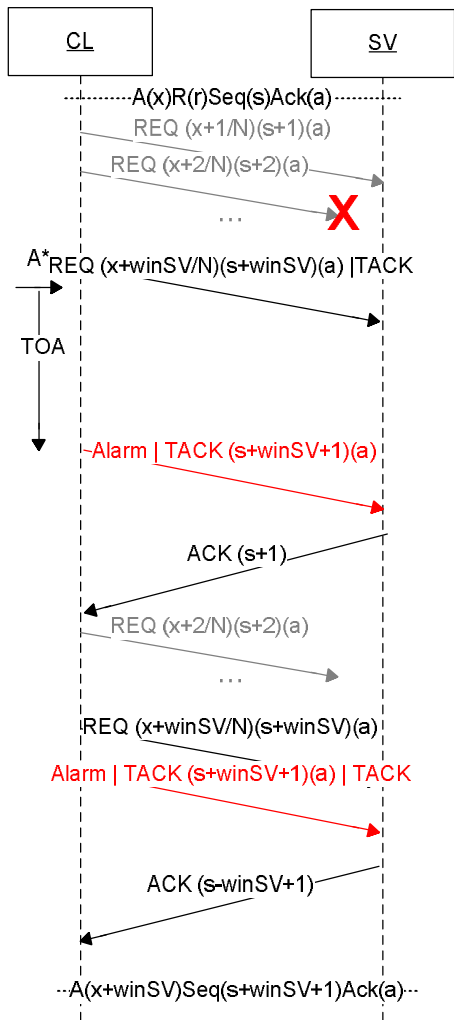 CL SV
A(x)R(r)Seq(s)Ack(a)
REQ (x+1/N)(s+1)(a)
REQ (x+2/N)(s+2)(a)
...
X
A*
REQ (x+winSV/N)(s+winSV)(a) |TACK
TOA
Alarm | TACK (s+winSV+1)(a)
ACK (s+1)
REQ (x+2/N)(s+2)(a)
...
REQ (x+winSV/N)(s+winSV)(a)
Alarm | TACK (s+winSV+1)(a) | TACK
ACK (s-winSV+1)
A(x+winSV)Seq(s+winSV+1)Ack(a)